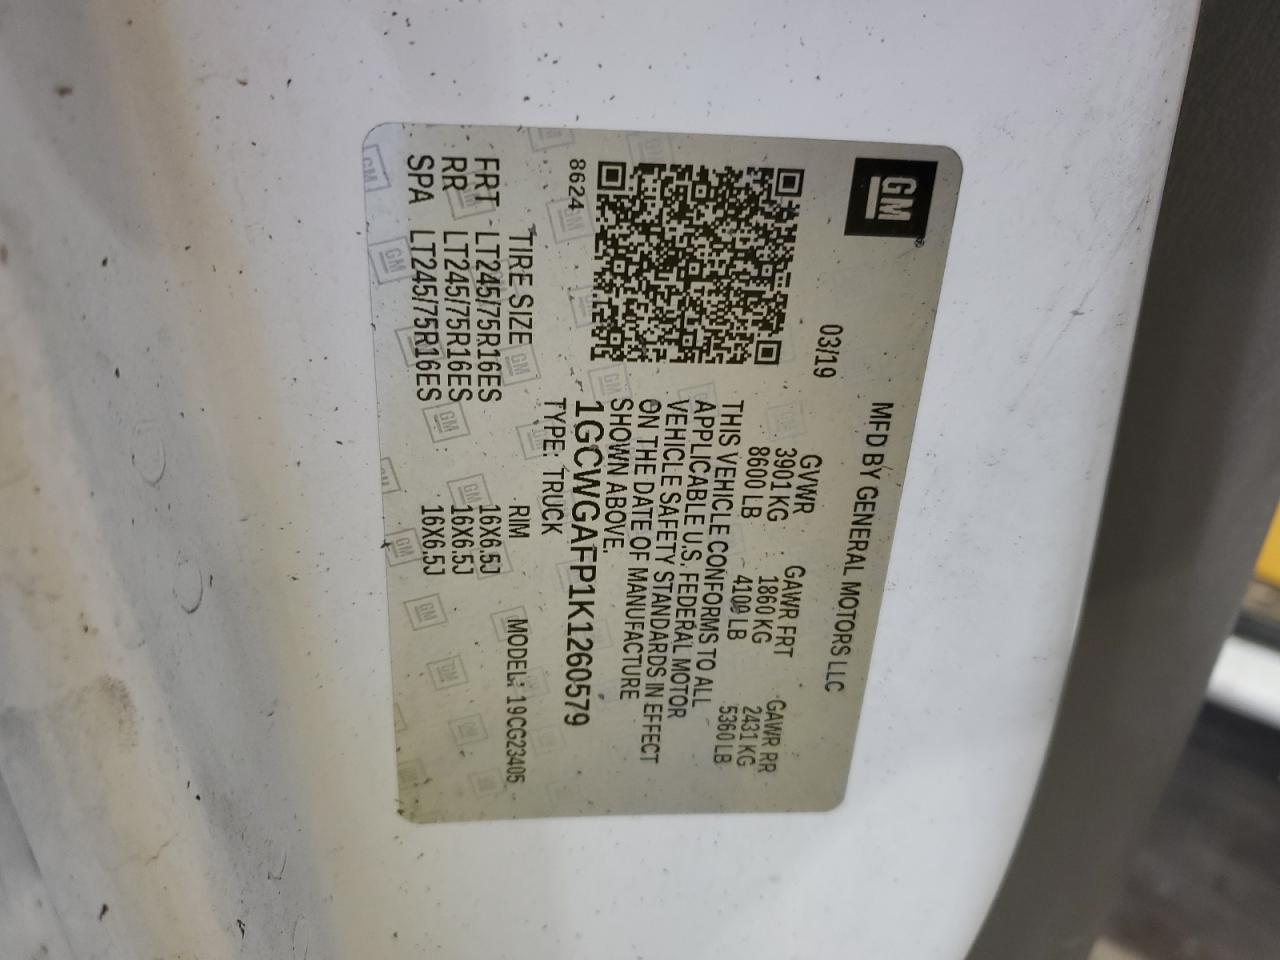 GM
MFD BY GENERAL MOTORS LLC
03/19
GVWR GAWR FRT GAWR RR
3901 KG 1860 KG 2431 KG
8600 LB 4100 LB 5360 LB
THIS VEHICLE CONFORMS TO ALL
APPLICABLE U.S. FEDERAL MOTOR
VEHICLE SAFETY STANDARDS IN EFFECT
ON THE DATE OF MANUFACTURE
SHOWN ABOVE.
8624
1GCWGAFP1K1260579
TYPE: TRUCK
TIRE SIZE RIM MODEL: 19CG23405
FRT LT245/75R16ES 16X6.5J
RR LT245/75R16ES 16X6.5J
SPA LT245/75R16ES 16X6.5J